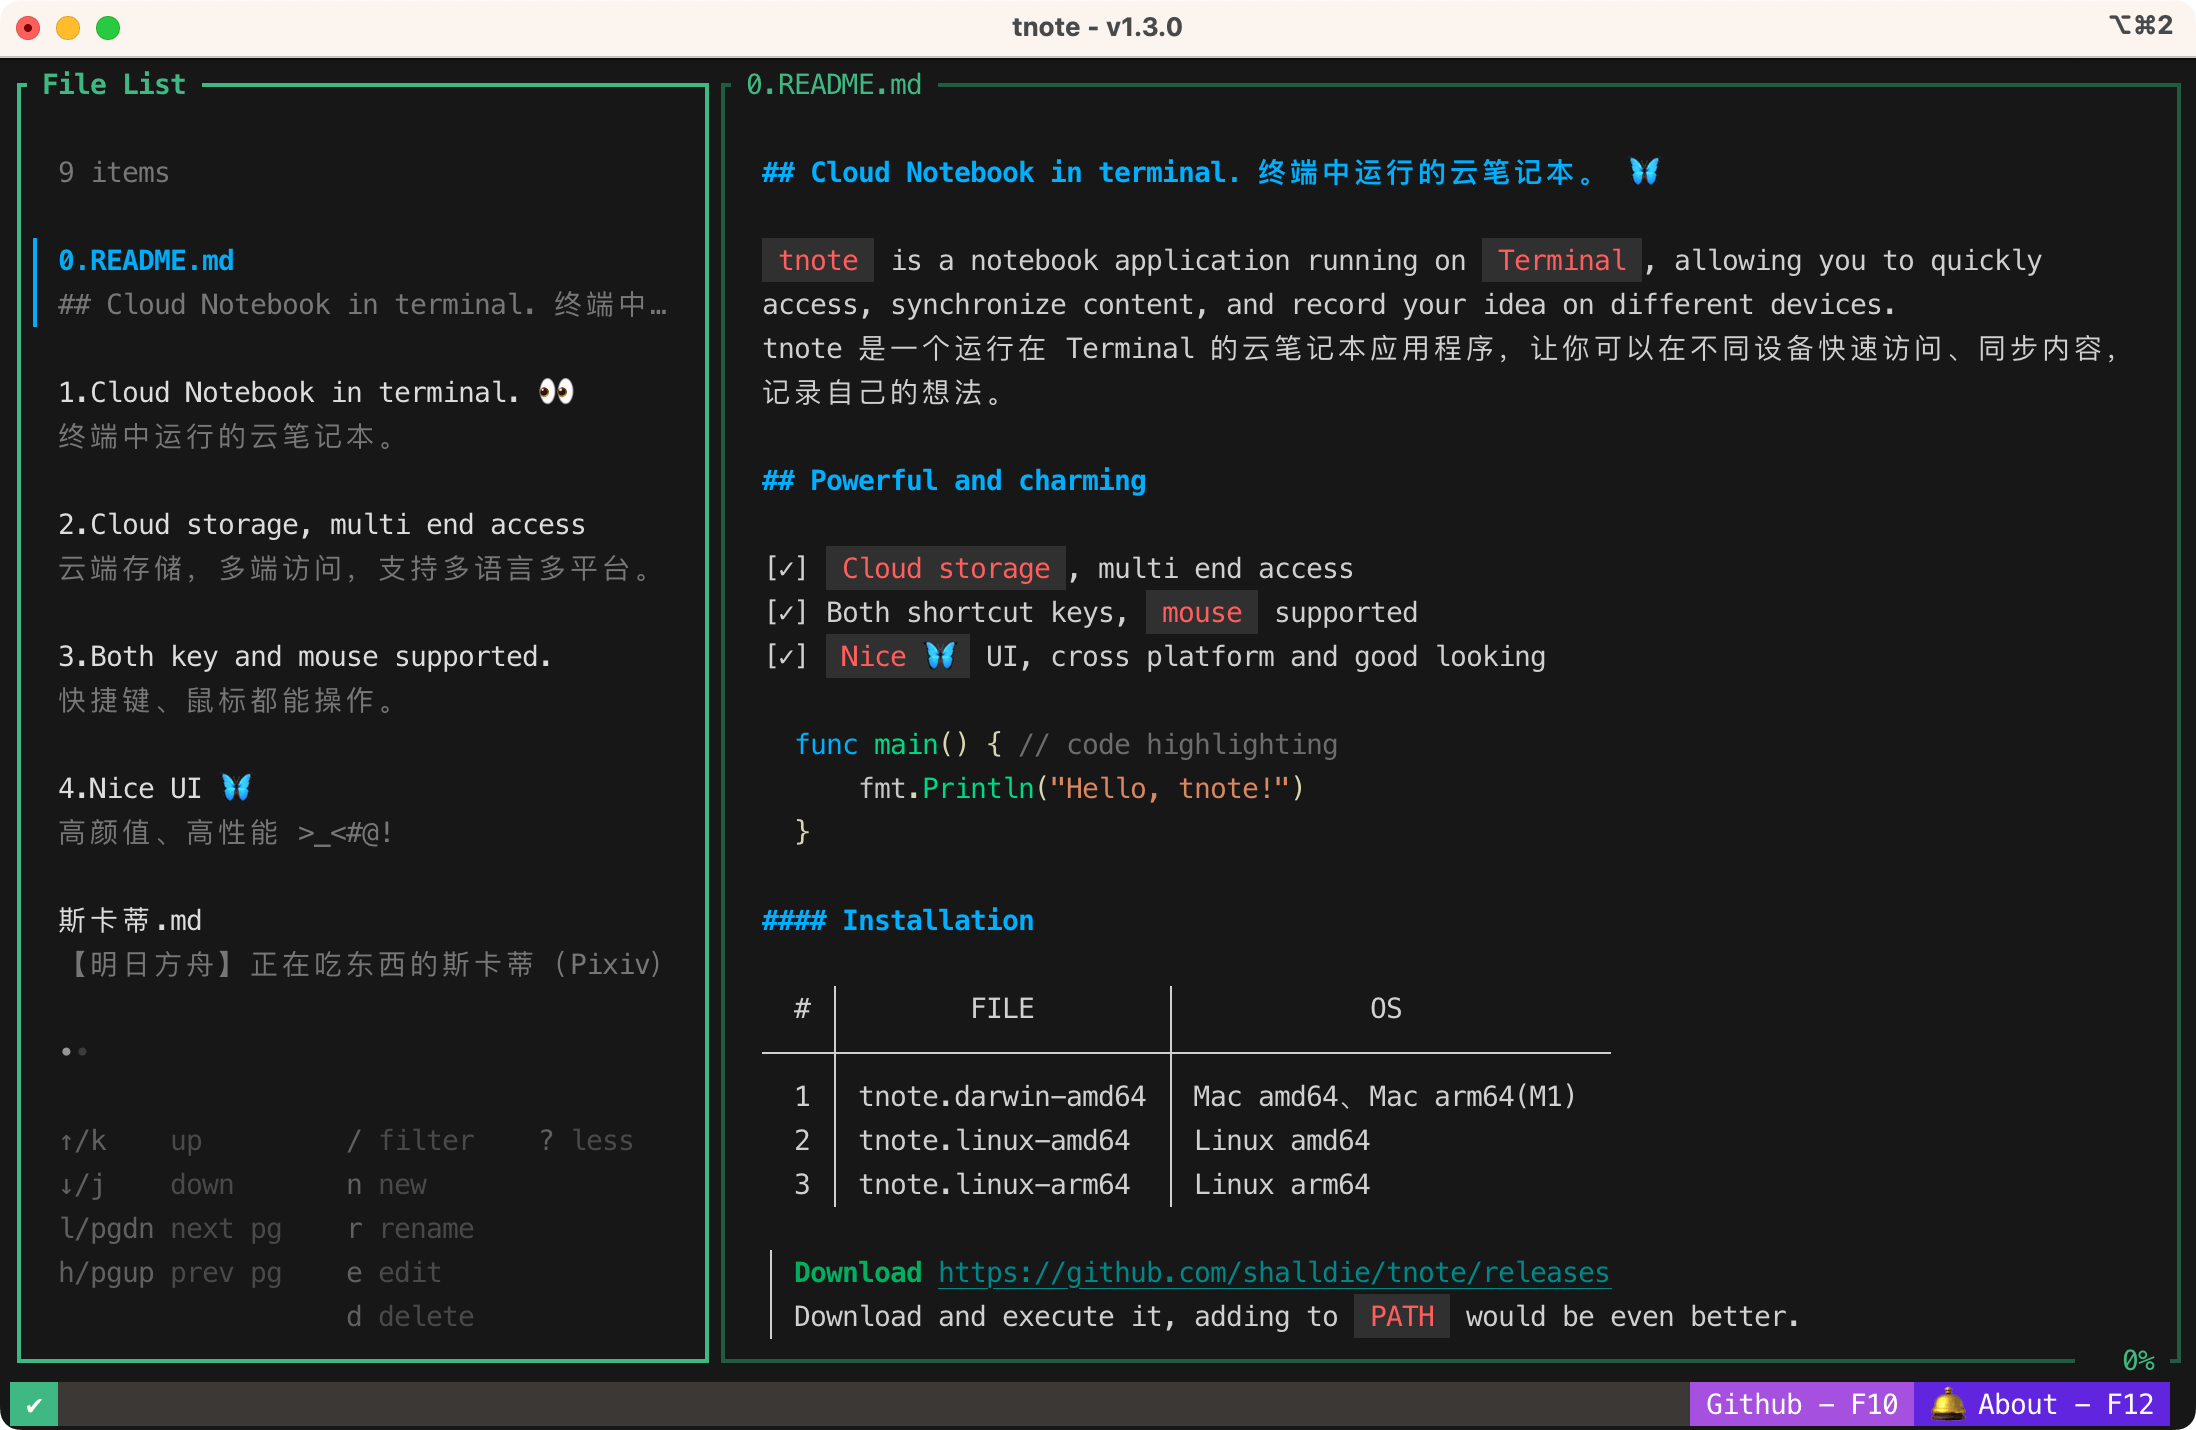 tnote - v1.3.0
⌥⌘2
File List
9 items
0.README.md
## Cloud Notebook in terminal. 终端中…
1.Cloud Notebook in terminal. 👀
终端中运行的云笔记本。
2.Cloud storage, multi end access
云端存储，多端访问，支持多语言多平台。
3.Both key and mouse supported.
快捷键、鼠标都能操作。
4.Nice UI 🦋
高颜值、高性能 >_<#@!
斯卡蒂.md
【明日方舟】正在吃东西的斯卡蒂（Pixiv）
••
↑/k up / filter ? less
↓/j down n new
l/pgdn next pg r rename
h/pgup prev pg e edit
d delete
0.README.md
## Cloud Notebook in terminal. 终端中运行的云笔记本。 🦋
tnote is a notebook application running on Terminal, allowing you to quickly
access, synchronize content, and record your idea on different devices.
tnote 是一个运行在 Terminal 的云笔记本应用程序，让你可以在不同设备快速访问、同步内容，
记录自己的想法。
## Powerful and charming
[✓] Cloud storage, multi end access
[✓] Both shortcut keys, mouse supported
[✓] Nice 🦋 UI, cross platform and good looking
func main() { // code highlighting
fmt.Println("Hello, tnote!")
}
#### Installation
# FILE OS
1 tnote.darwin-amd64 Mac amd64、Mac arm64(M1)
2 tnote.linux-amd64 Linux amd64
3 tnote.linux-arm64 Linux arm64
Download https://github.com/shalldie/tnote/releases
Download and execute it, adding to PATH would be even better.
0%
✔ Github - F10 🛎 About - F12